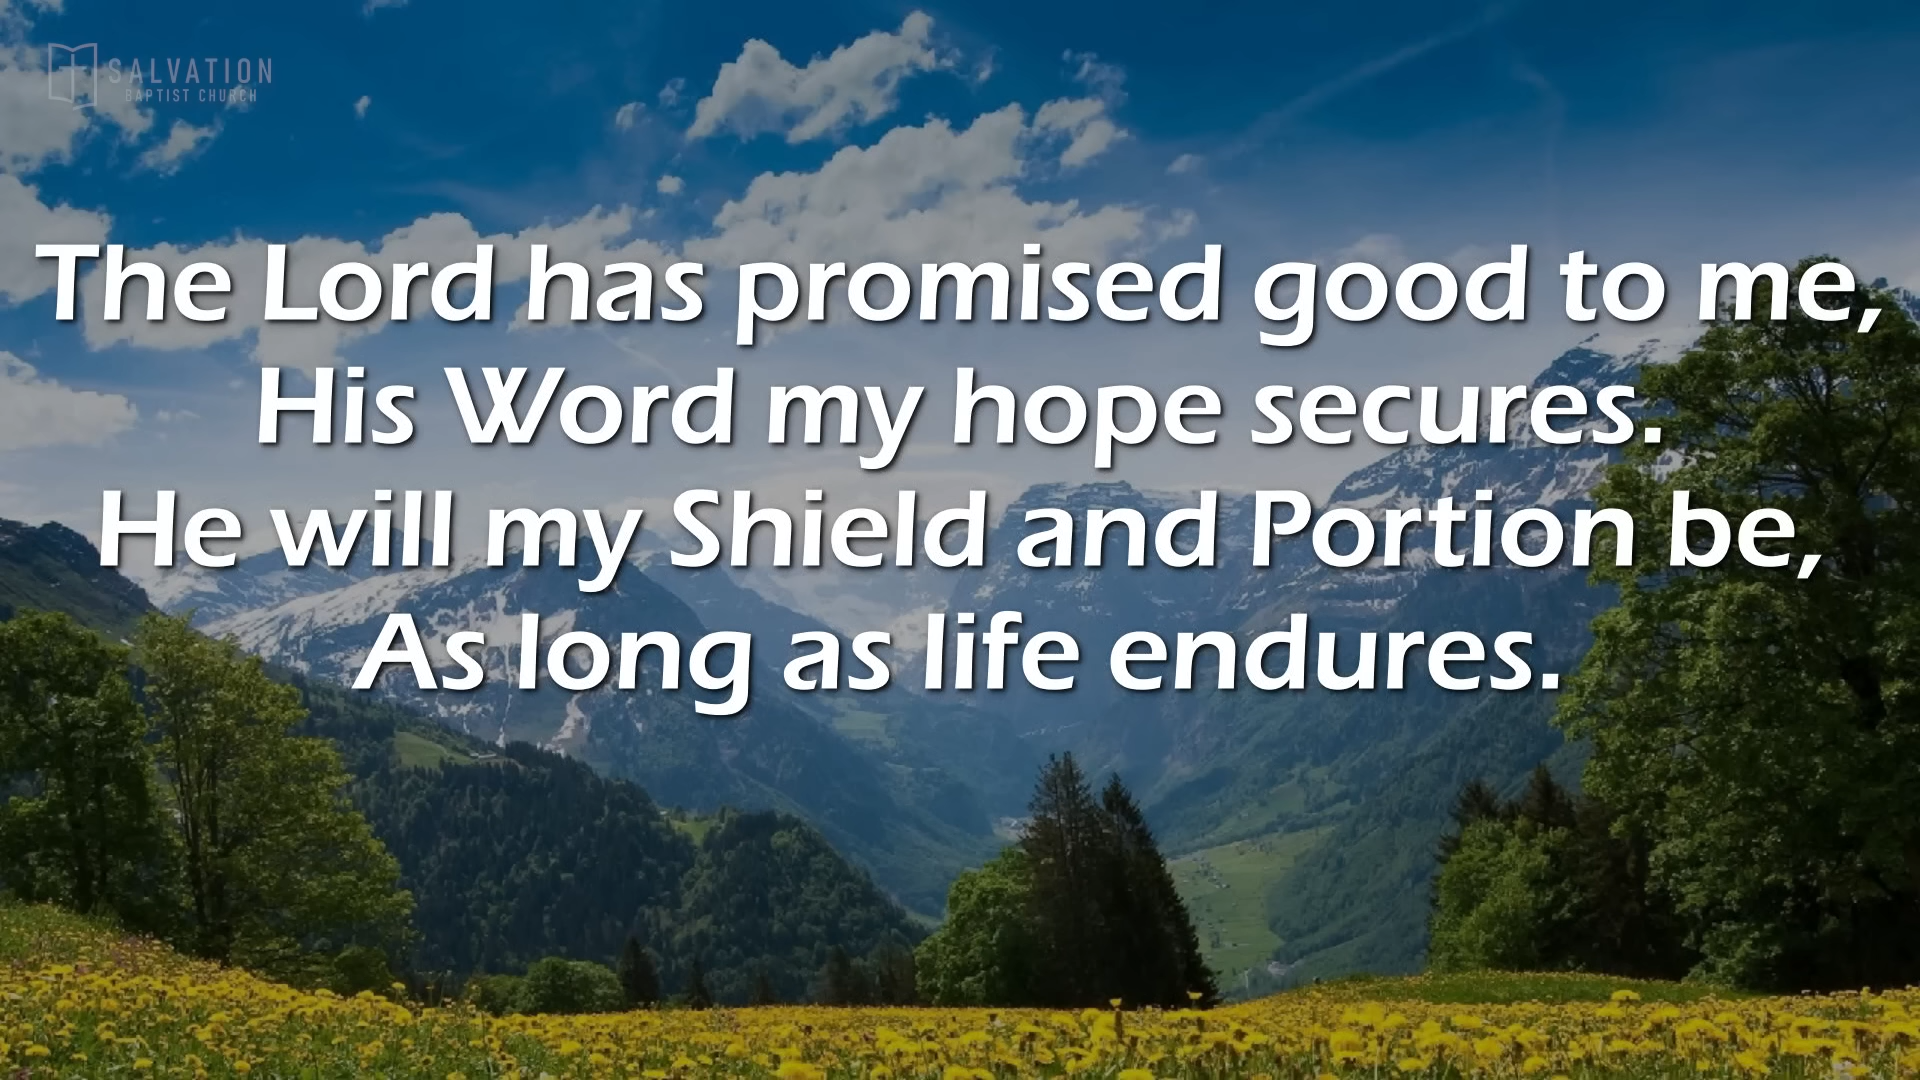 SALVATION
BAPTIST CHURCH
The Lord has promised good to me,
His Word my hope secures.
He will my Shield and Portion be,
As long as life endures.